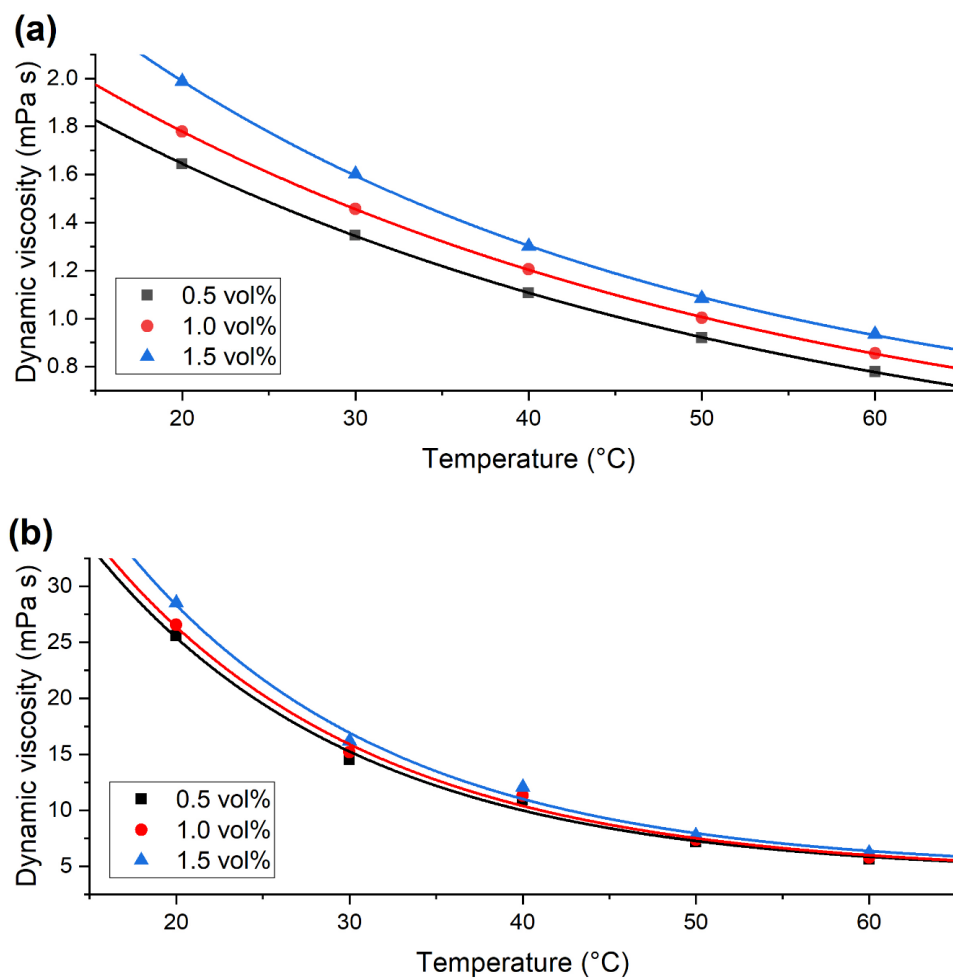 (a)
Dynamic viscosity (mPa s)
2.0
1.8
1.6
1.4
1.2
1.0
0.8
0.5 vol%
1.0 vol%
1.5 vol%
20 30 40 50 60
Temperature (°C)
(b)
Dynamic viscosity (mPa s)
30
25
20
15
10
5
0.5 vol%
1.0 vol%
1.5 vol%
20 30 40 50 60
Temperature (°C)